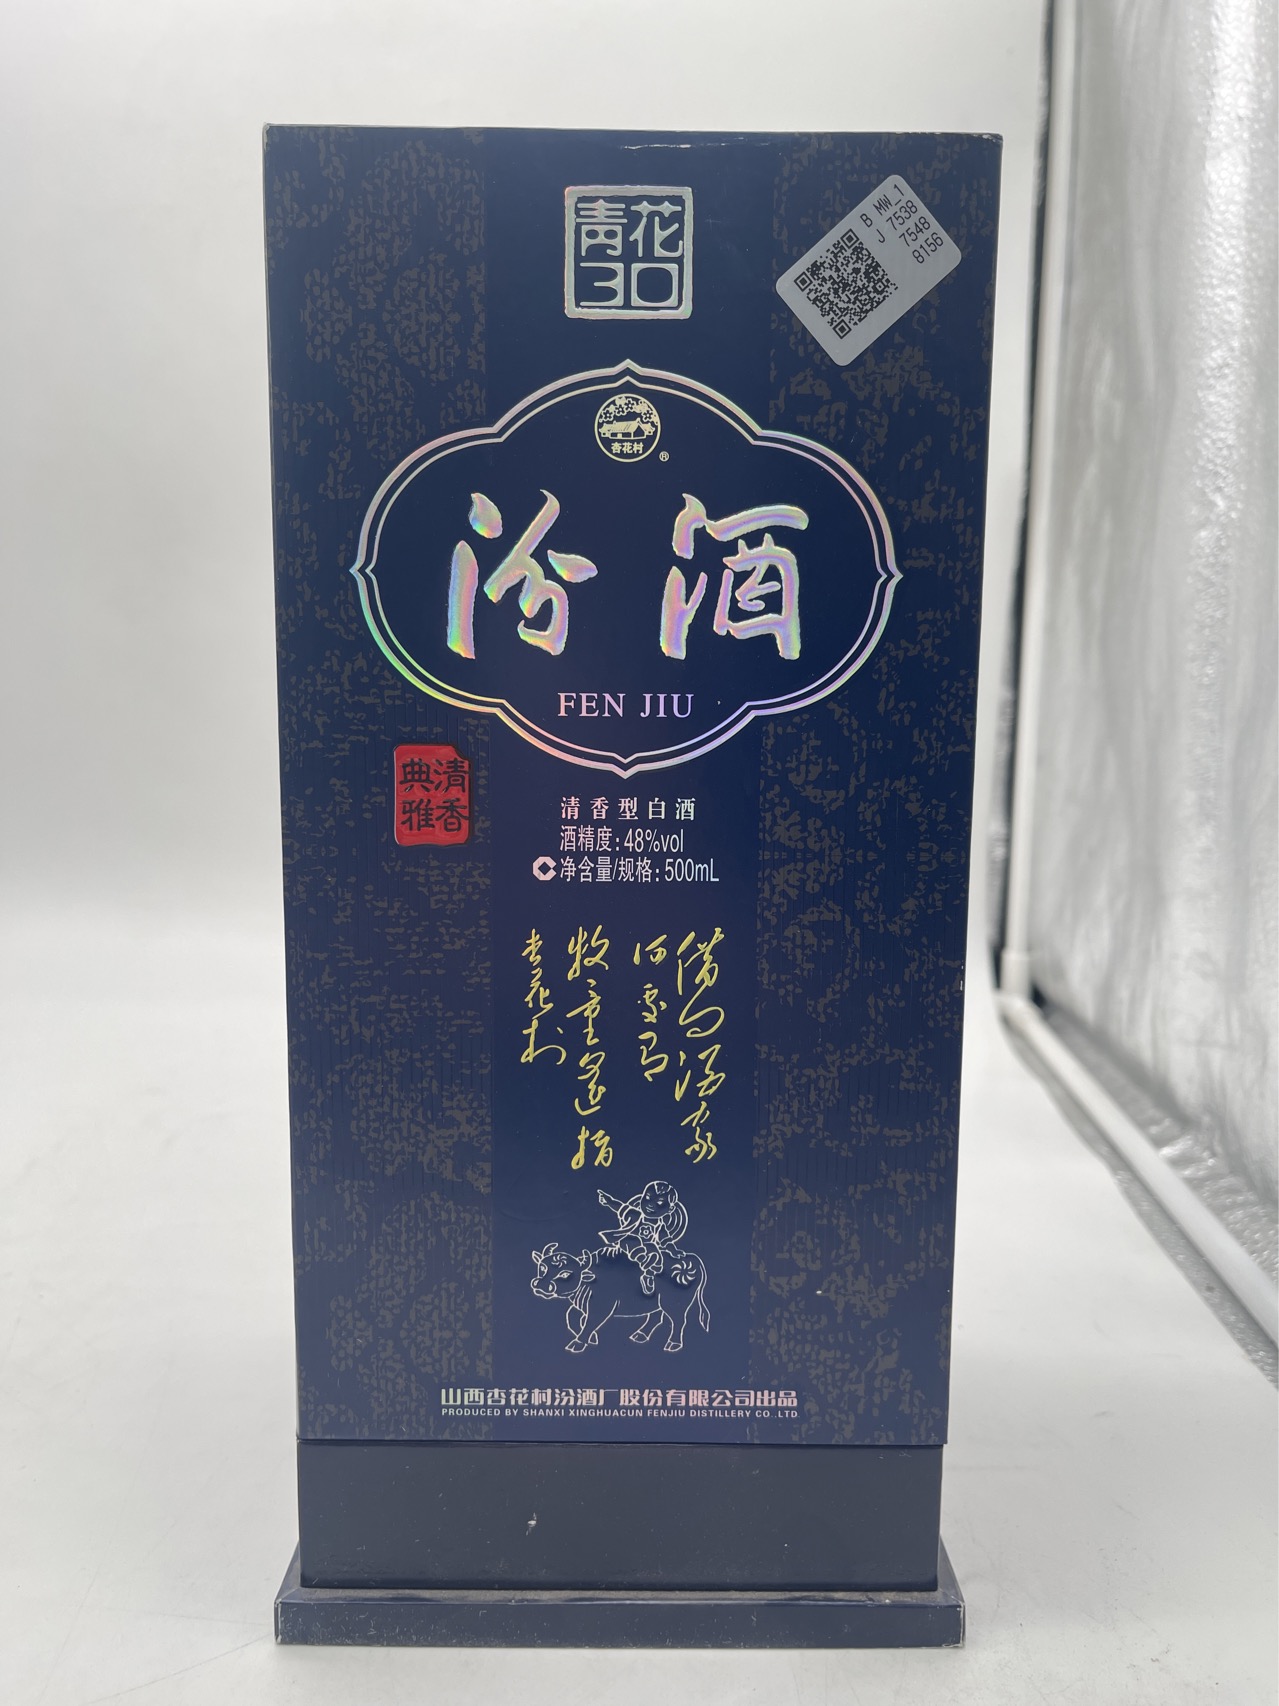 青花
30
B MW_1
J 7538
7548
8156
杏花村
®
汾酒
FEN JIU
清香
典雅
清香型白酒
酒精度:48%vol
净含量/规格:500mL
借问酒家
何处有
牧童遥指
杏花村
山西杏花村汾酒厂股份有限公司出品
PRODUCED BY SHANXI XINGHUACUN FENJIU DISTILLERY CO.,LTD